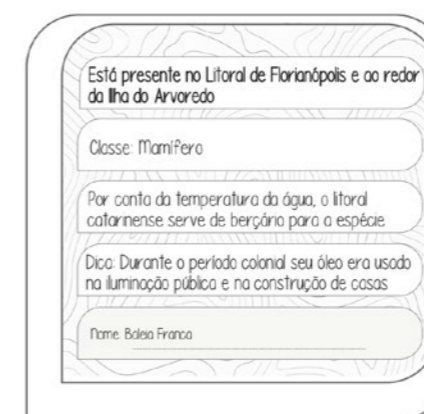 Está presente no Litoral de Florianópolis e ao redor
da Ilha do Arvoredo
Classe: Mamífero
Por conta da temperatura da água, o litoral
catarinense serve de berçário para a espécie
Dica: Durante o período colonial seu óleo era usado
na iluminação pública e na construção de casas
Nome: Baleia Franca